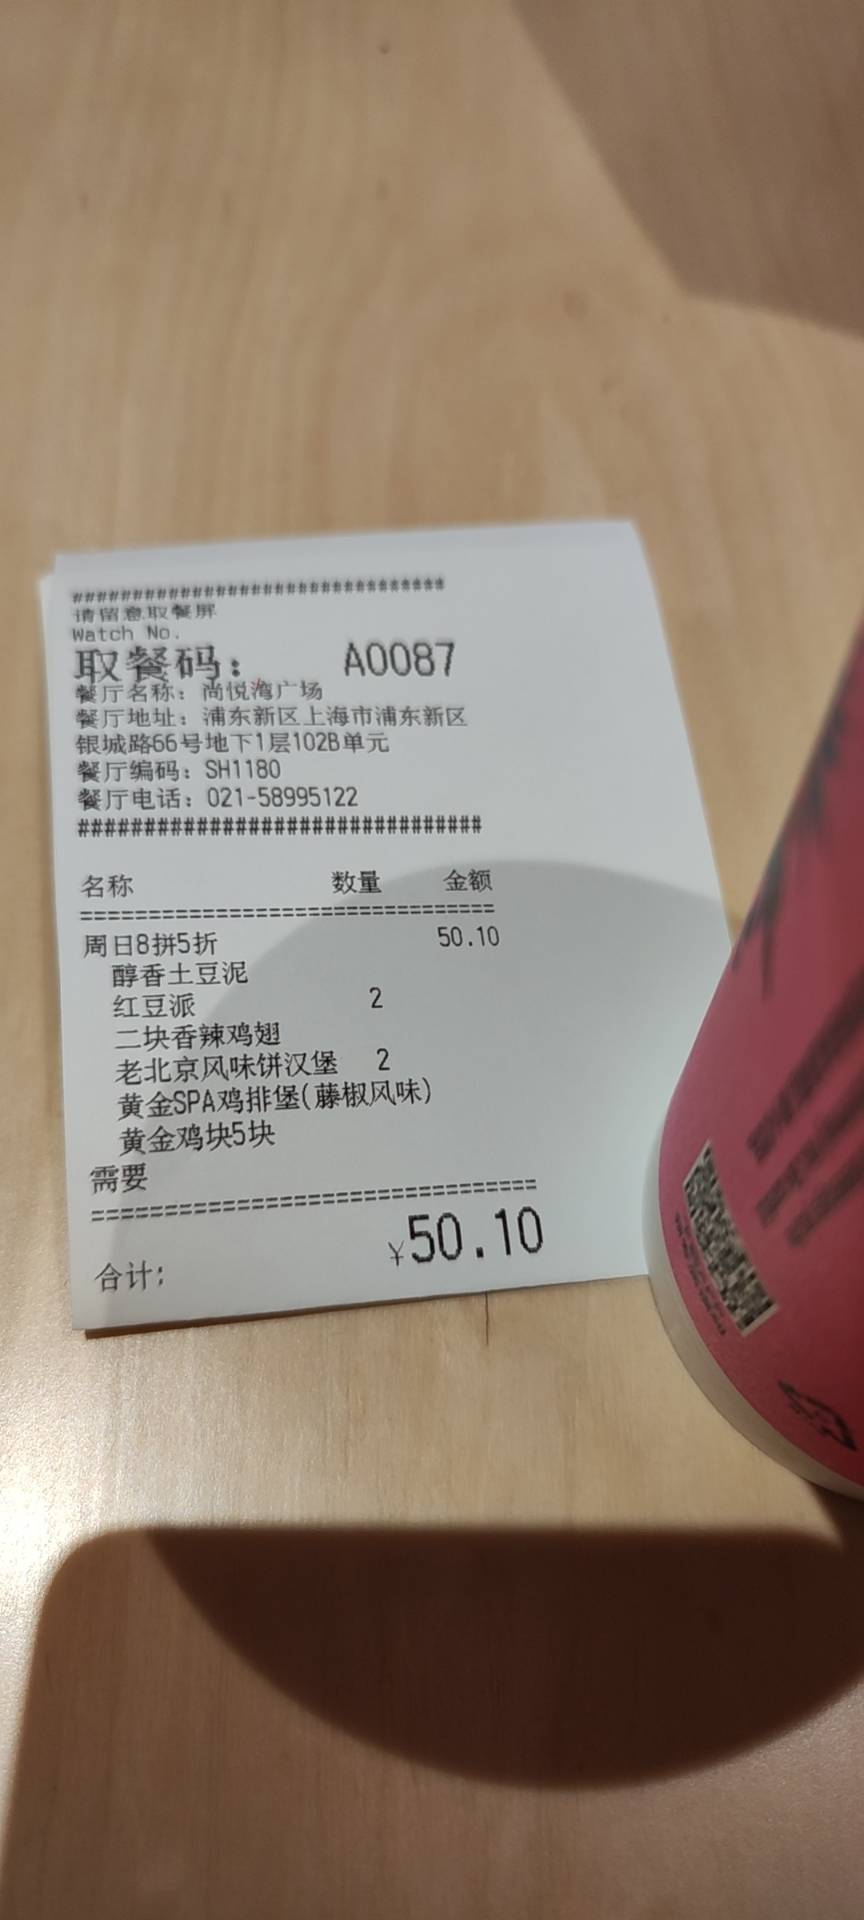 ################################
请留意取餐屏
Watch No.
取餐码： A0087
餐厅名称：尚悦湾广场
餐厅地址：浦东新区上海市浦东新区
银城路66号地下1层102B单元
餐厅编码：SH1180
餐厅电话：021-58995122
################################
名称 数量 金额
================================
周日8拼5折 50.10
醇香土豆泥
红豆派 2
二块香辣鸡翅
老北京风味饼汉堡 2
黄金SPA鸡排堡(藤椒风味)
黄金鸡块5块
需要
================================
合计： ¥50.10